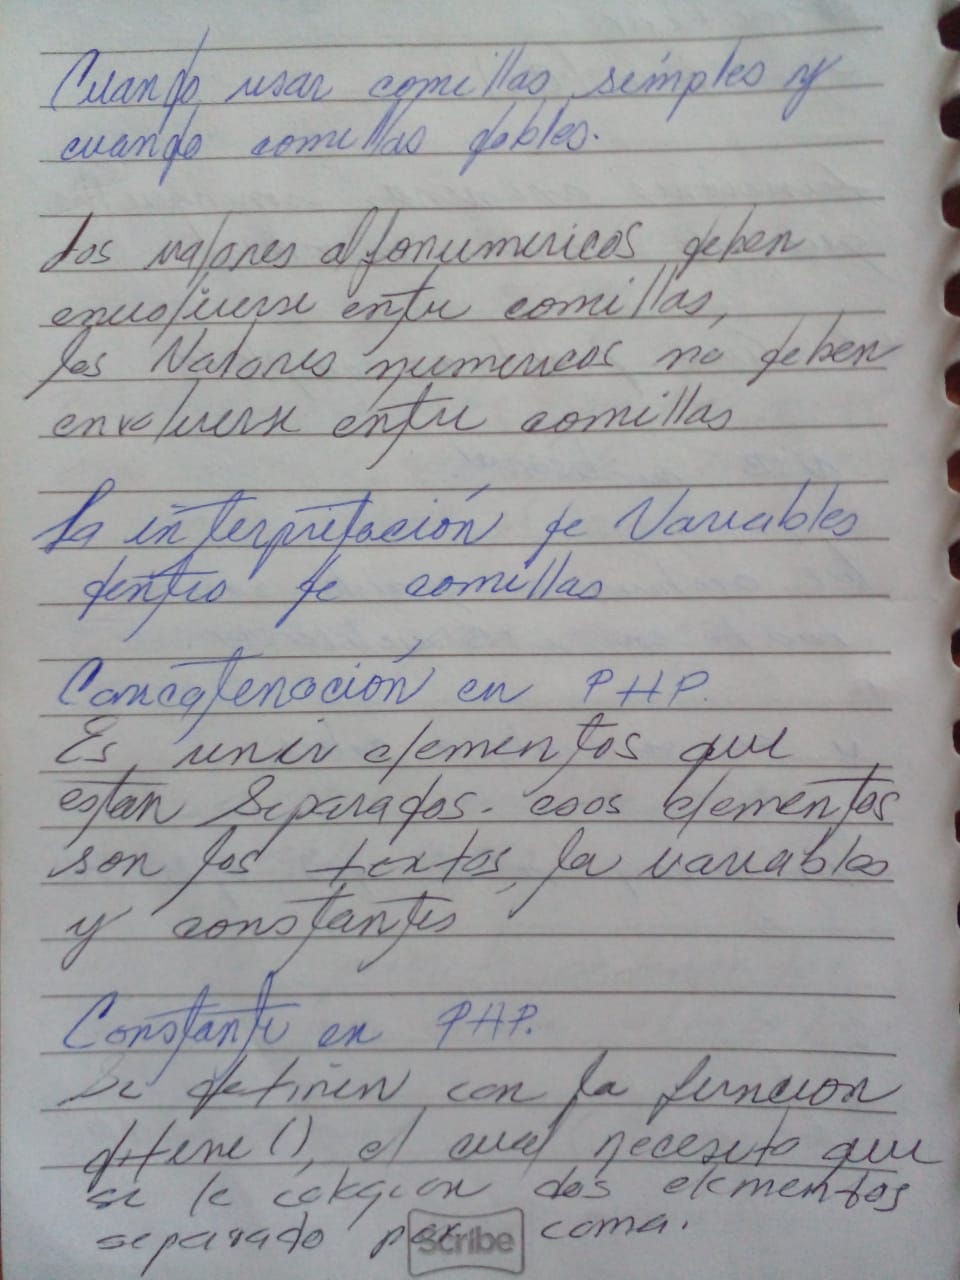 Cuando usar comillas simples y
cuando comillas dobles.
Los valores alfanumericos deben
envolverse entre comillas,
los Valores numericos no deben
envolverse entre comillas
La interpretación de Variables
dentro de comillas
Concatenación en PHP.
Es unir elementos que
estan separados. esos elementos
son los textos, la variables
y constantes
Constante en PHP.
Se definen con la funcion
define(), el cual necesita que
se le coloquen dos elementos
separado por coma.
Scribe